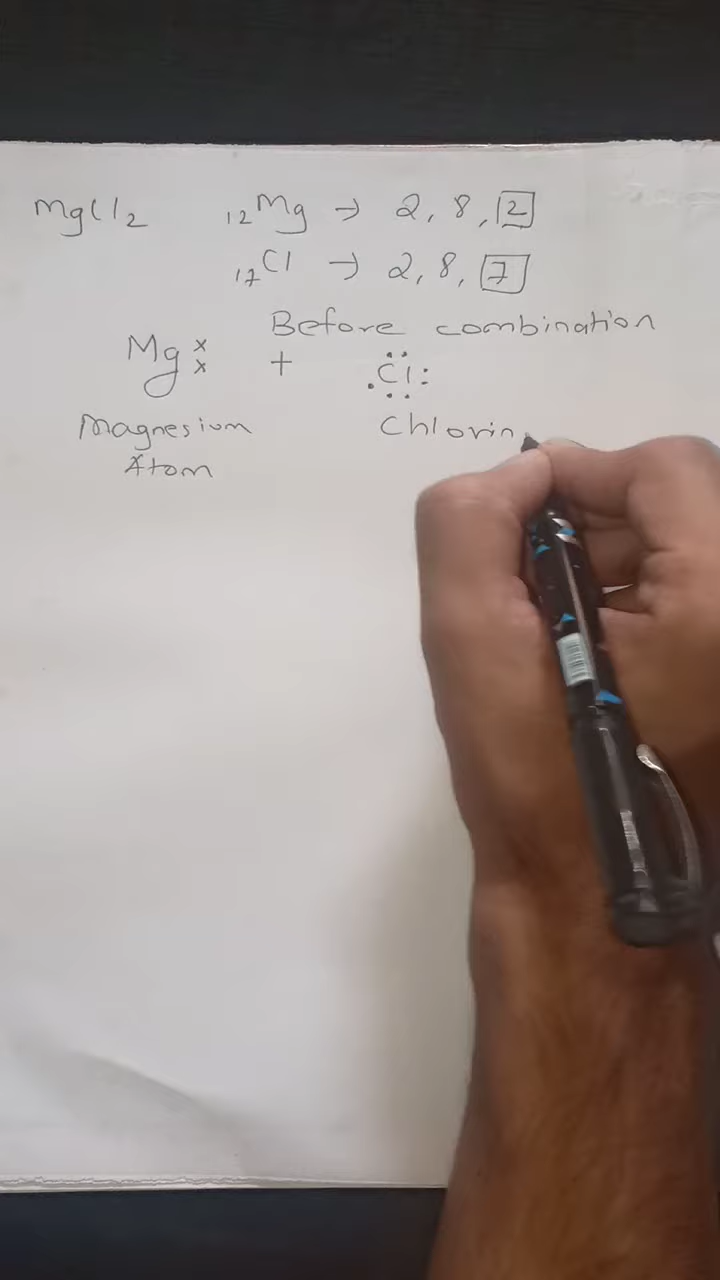 MgCl2 12Mg → 2, 8, 2
17Cl → 2, 8, 7
Before combination
Mg + Cl
Magnesium Chlorin
Atom